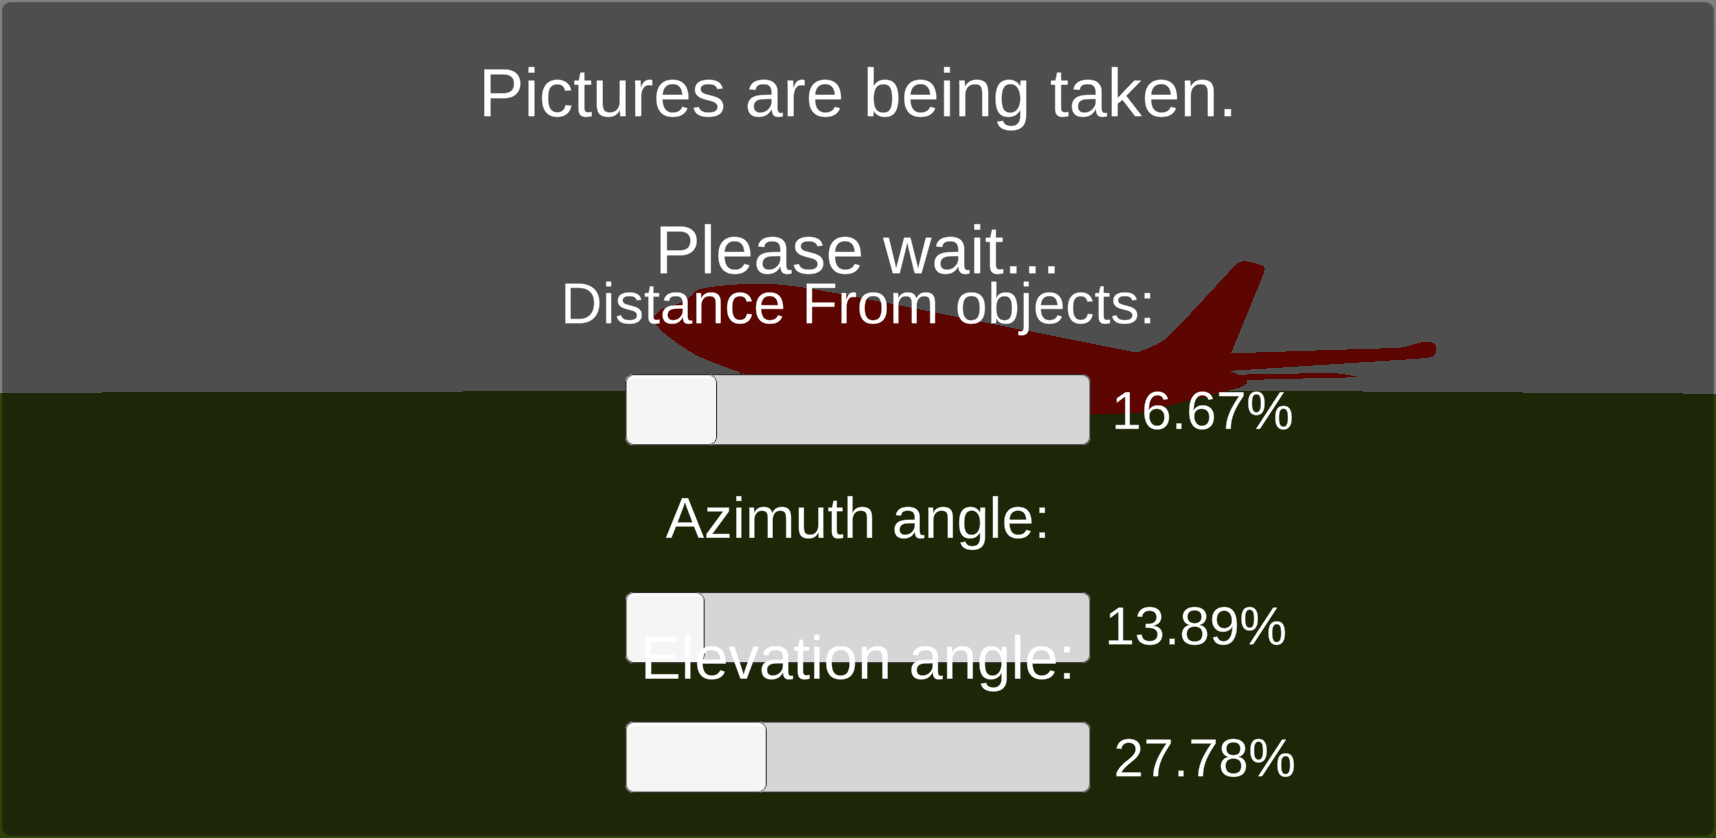 Pictures are being taken.
Please wait...
Distance From objects:
16.67%
Azimuth angle:
13.89%
Elevation angle:
27.78%